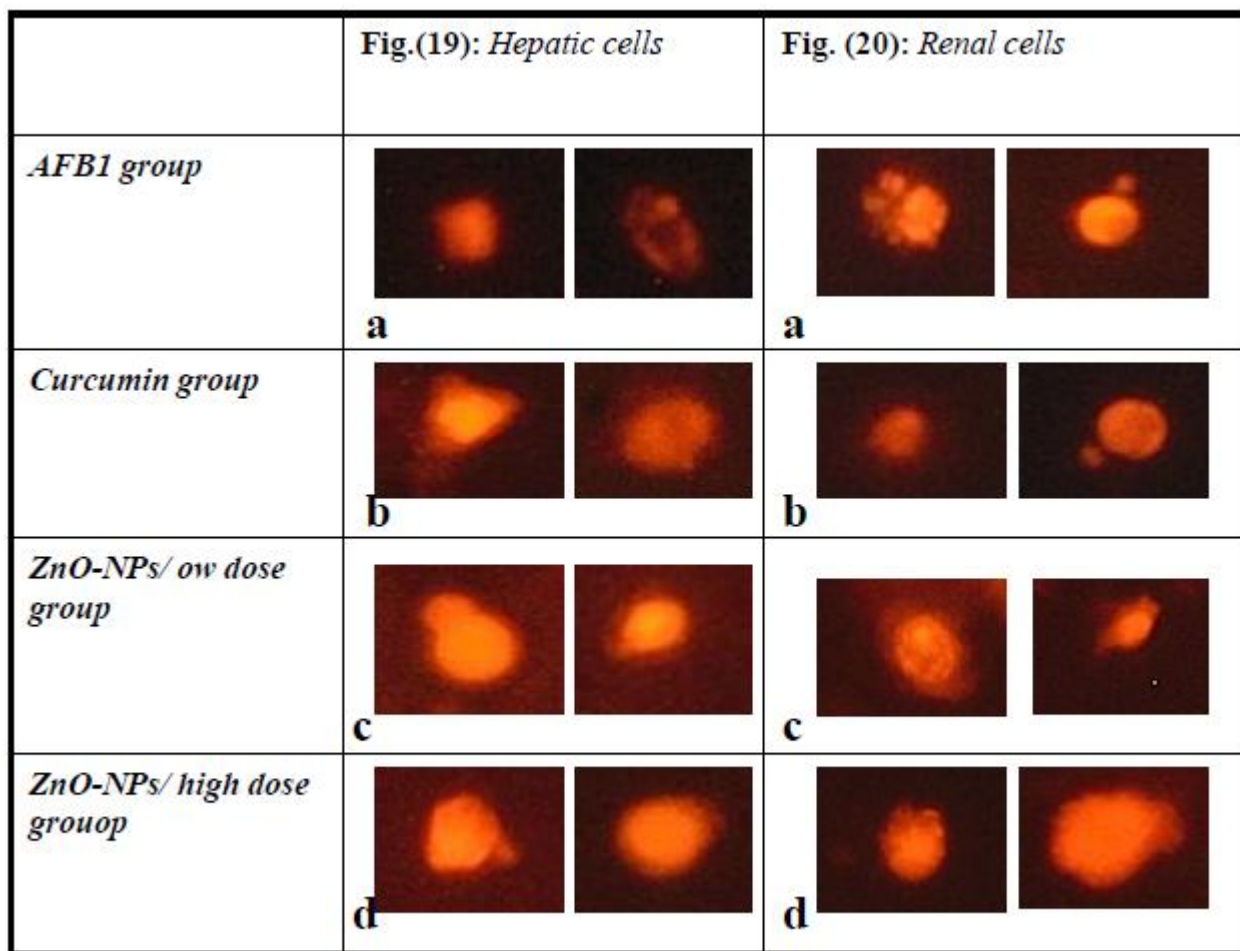 Fig.(19): Hepatic cells
Fig. (20): Renal cells
AFB1 group
a
a
Curcumin group
b
b
ZnO-NPs/ ow dose
group
c
c
ZnO-NPs/ high dose
grouop
d
d